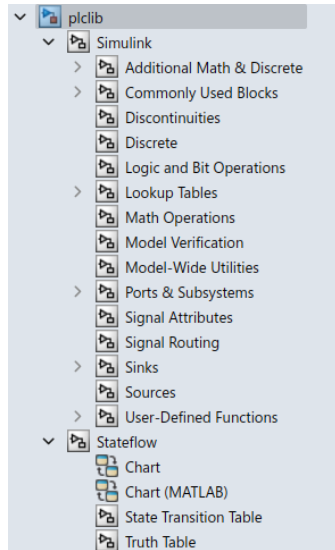 plclib
Simulink
Additional Math & Discrete
Commonly Used Blocks
Discontinuities
Discrete
Logic and Bit Operations
Lookup Tables
Math Operations
Model Verification
Model-Wide Utilities
Ports & Subsystems
Signal Attributes
Signal Routing
Sinks
Sources
User-Defined Functions
Stateflow
Chart
Chart (MATLAB)
State Transition Table
Truth Table